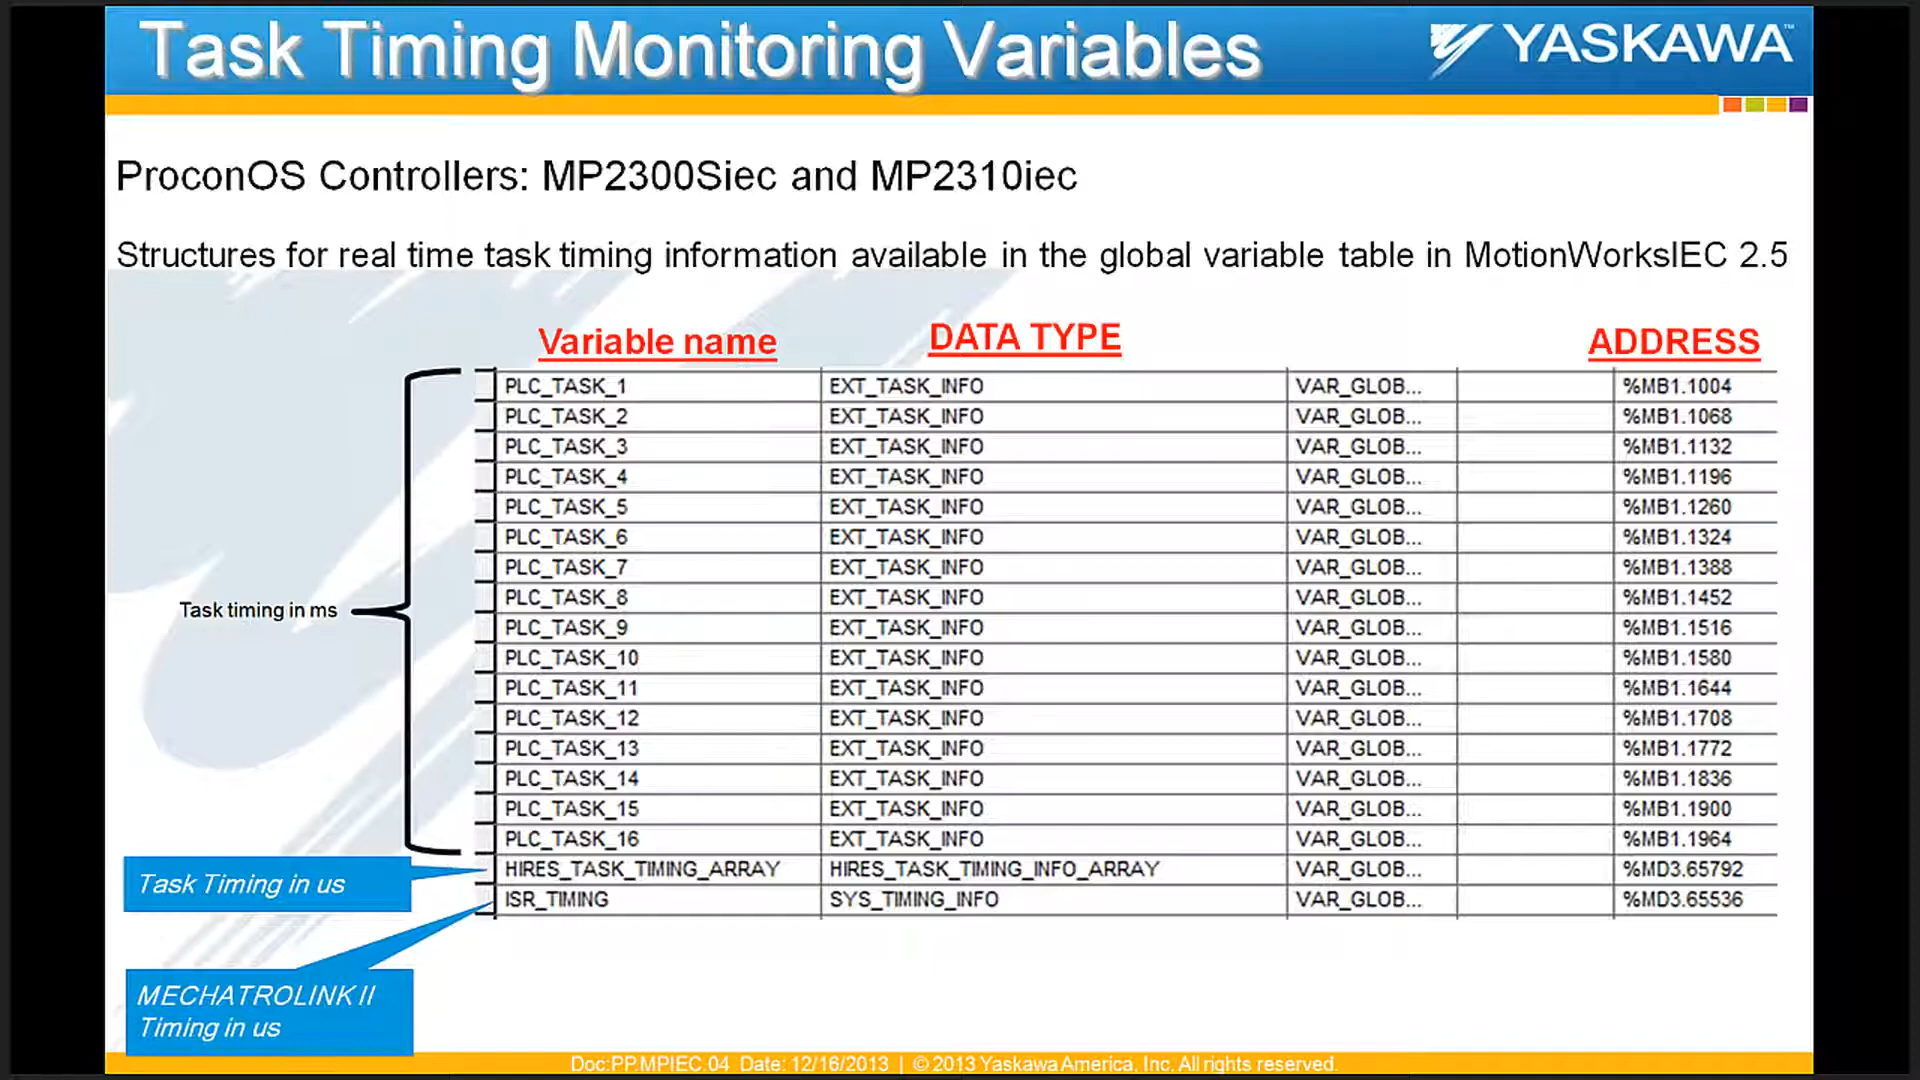 Task Timing Monitoring Variables
YASKAWA™
ProconOS Controllers: MP2300Siec and MP2310iec
Structures for real time task timing information available in the global variable table in MotionWorksIEC 2.5
Variable name DATA TYPE ADDRESS
PLC_TASK_1 EXT_TASK_INFO VAR_GLOB... %MB1.1004
PLC_TASK_2 EXT_TASK_INFO VAR_GLOB... %MB1.1068
PLC_TASK_3 EXT_TASK_INFO VAR_GLOB... %MB1.1132
PLC_TASK_4 EXT_TASK_INFO VAR_GLOB... %MB1.1196
PLC_TASK_5 EXT_TASK_INFO VAR_GLOB... %MB1.1260
PLC_TASK_6 EXT_TASK_INFO VAR_GLOB... %MB1.1324
PLC_TASK_7 EXT_TASK_INFO VAR_GLOB... %MB1.1388
PLC_TASK_8 EXT_TASK_INFO VAR_GLOB... %MB1.1452
Task timing in ms
PLC_TASK_9 EXT_TASK_INFO VAR_GLOB... %MB1.1516
PLC_TASK_10 EXT_TASK_INFO VAR_GLOB... %MB1.1580
PLC_TASK_11 EXT_TASK_INFO VAR_GLOB... %MB1.1644
PLC_TASK_12 EXT_TASK_INFO VAR_GLOB... %MB1.1708
PLC_TASK_13 EXT_TASK_INFO VAR_GLOB... %MB1.1772
PLC_TASK_14 EXT_TASK_INFO VAR_GLOB... %MB1.1836
PLC_TASK_15 EXT_TASK_INFO VAR_GLOB... %MB1.1900
PLC_TASK_16 EXT_TASK_INFO VAR_GLOB... %MB1.1964
HIRES_TASK_TIMING_ARRAY HIRES_TASK_TIMING_INFO_ARRAY VAR_GLOB... %MD3.65792
Task Timing in us
ISR_TIMING SYS_TIMING_INFO VAR_GLOB... %MD3.65536
MECHATROLINK II
Timing in us
Doc:PP.MPIEC.04 Date: 12/16/2013 | © 2013 Yaskawa America, Inc. All rights reserved.